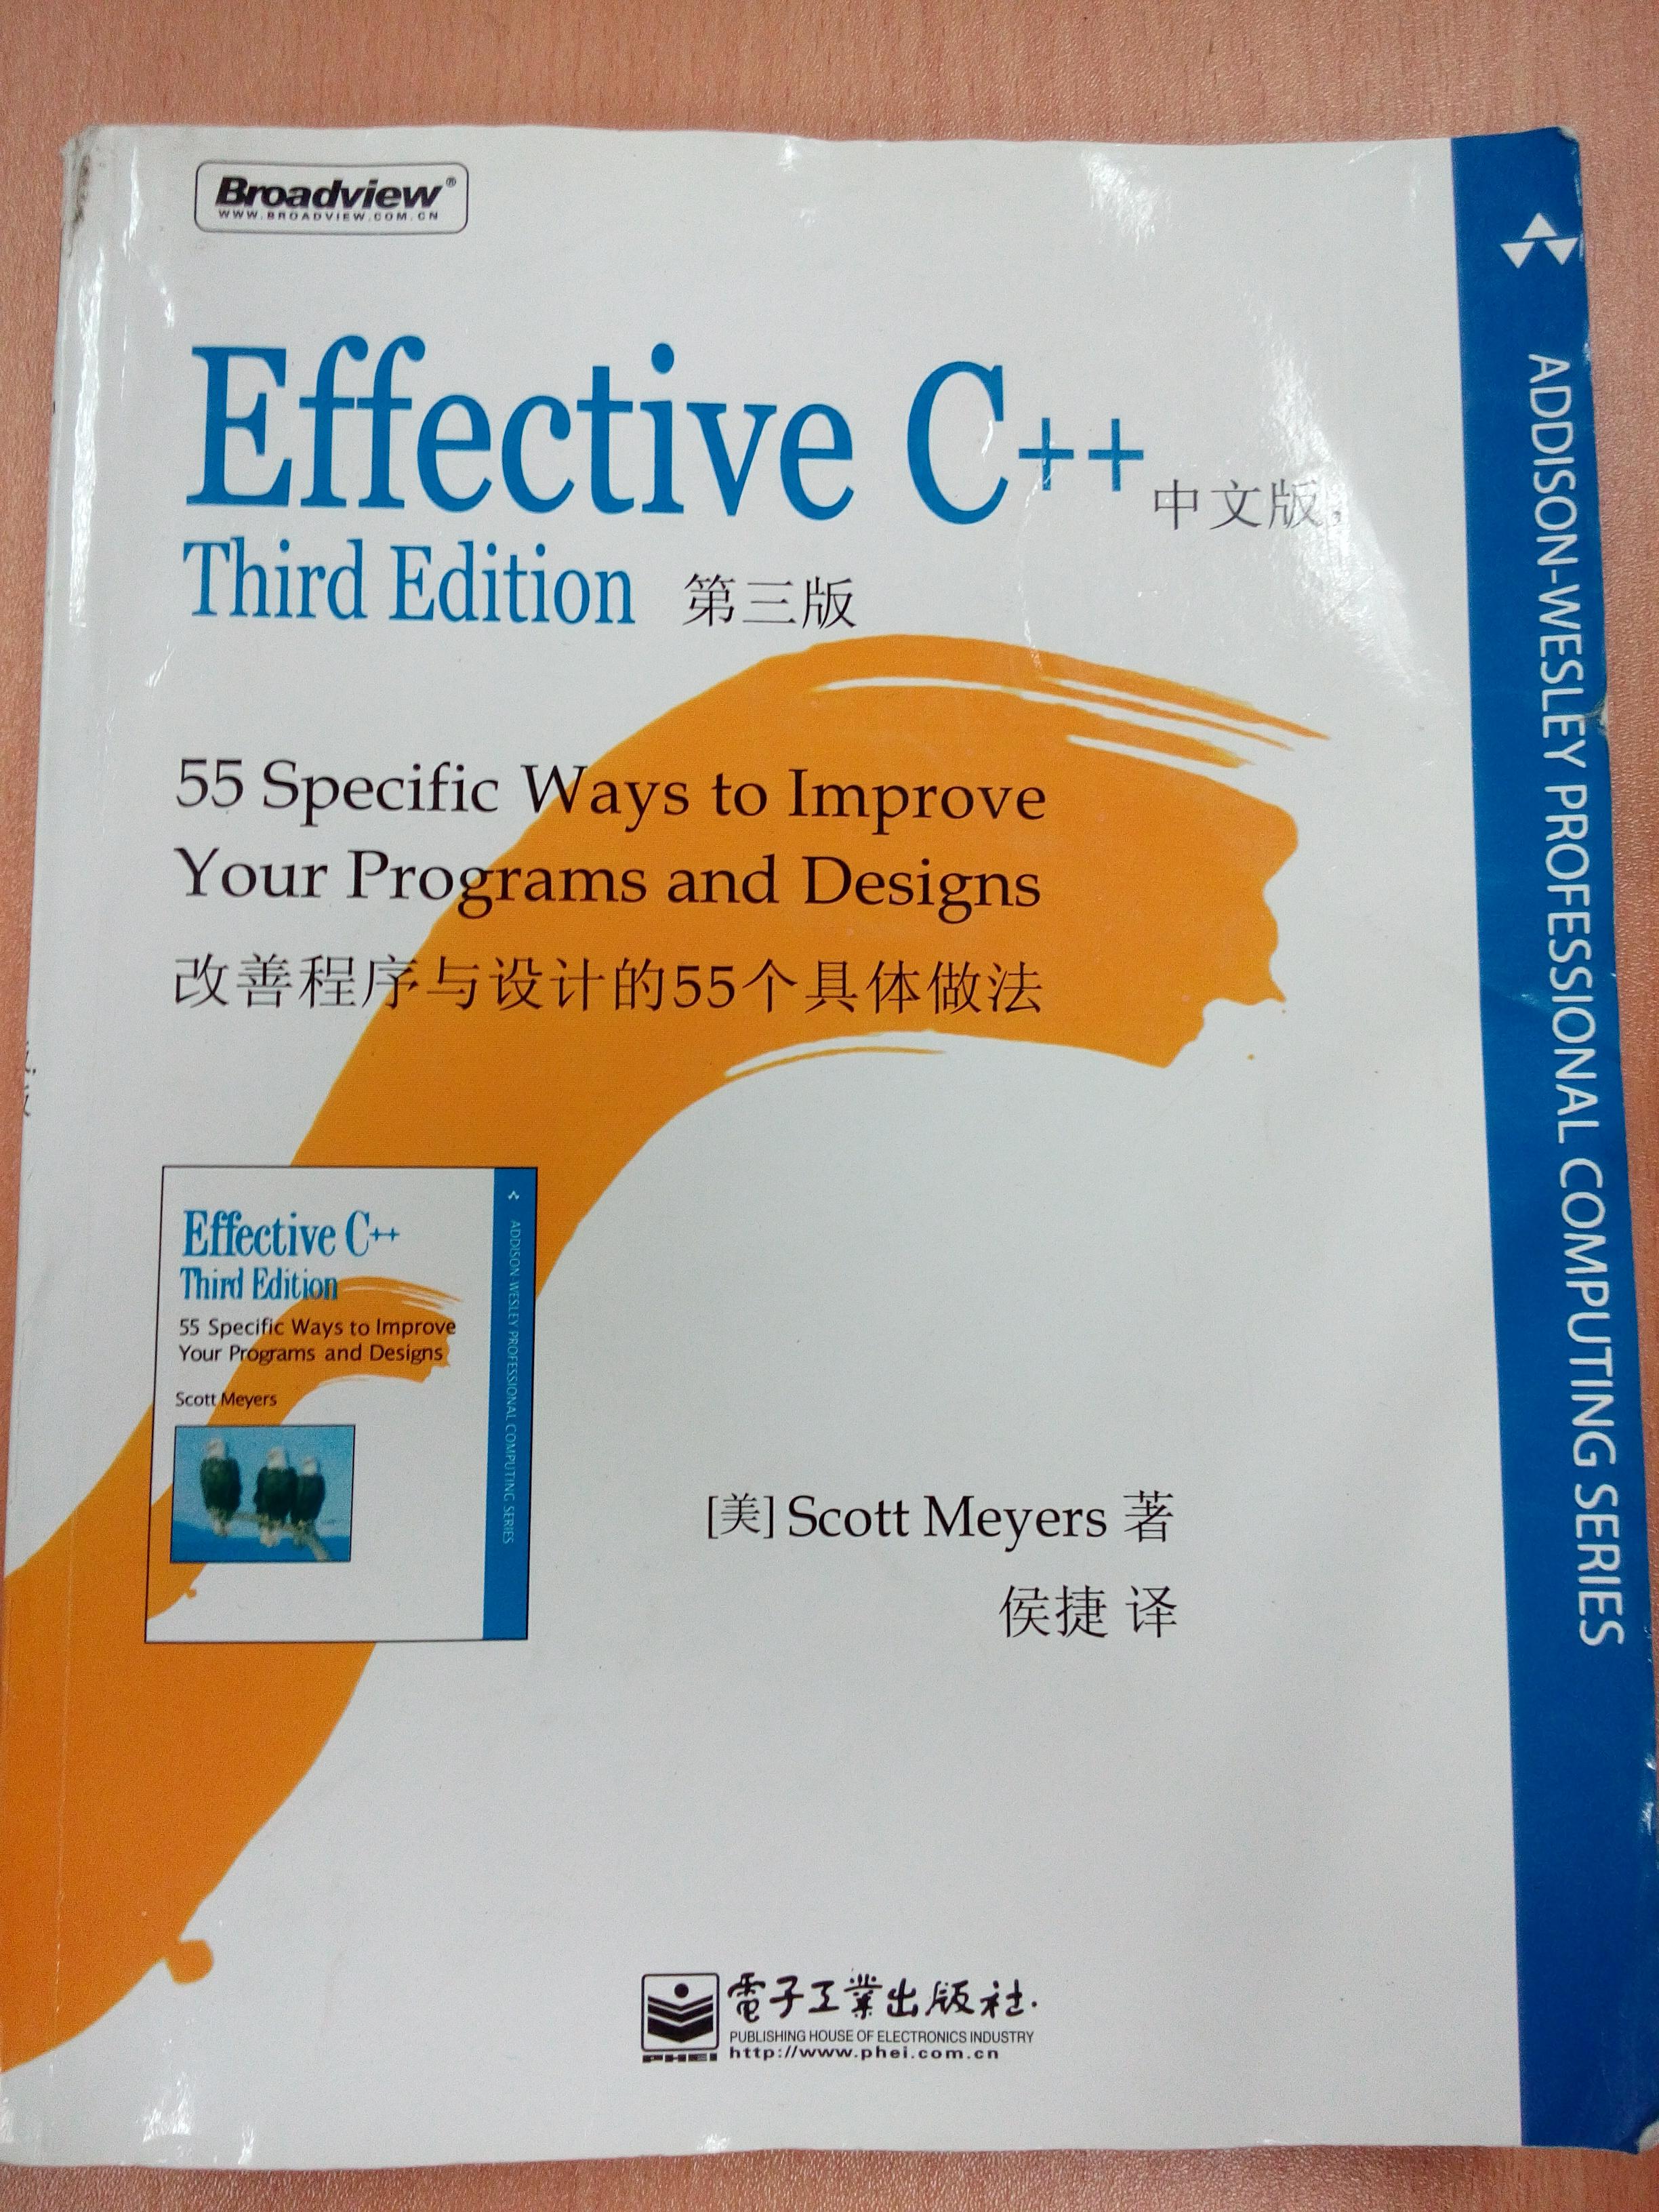 Broadview®
WWW.BROADVIEW.COM.CN
Effective C++ 中文版
Third Edition 第三版
55 Specific Ways to Improve
Your Programs and Designs
改善程序与设计的55个具体做法
Effective C++
Third Edition
55 Specific Ways to Improve
Your Programs and Designs
Scott Meyers
ADDISON-WESLEY PROFESSIONAL COMPUTING SERIES
[美] Scott Meyers 著
侯捷 译
電子工業出版社.
PUBLISHING HOUSE OF ELECTRONICS INDUSTRY
http://www.phei.com.cn
PHEI
ADDISON-WESLEY PROFESSIONAL COMPUTING SERIES